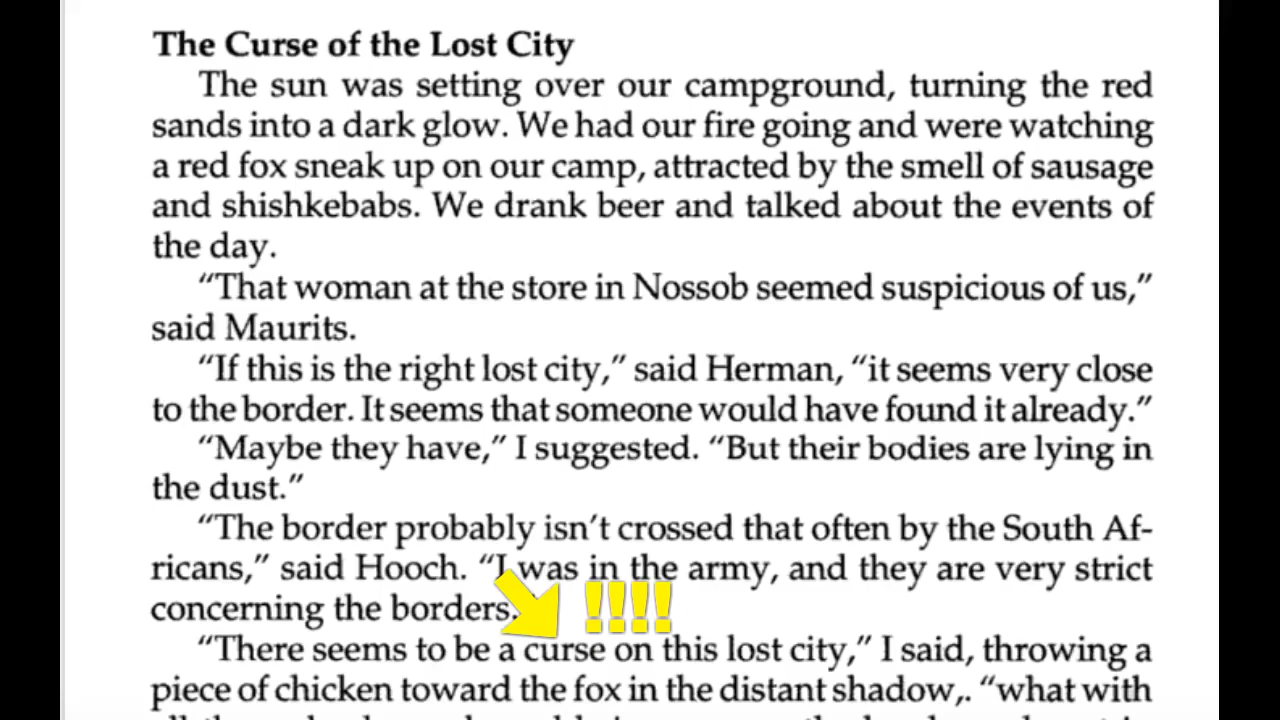 The Curse of the Lost City
The sun was setting over our campground, turning the red
sands into a dark glow. We had our fire going and were watching
a red fox sneak up on our camp, attracted by the smell of sausage
and shishkebabs. We drank beer and talked about the events of
the day.
“That woman at the store in Nossob seemed suspicious of us,”
said Maurits.
“If this is the right lost city,” said Herman, “it seems very close
to the border. It seems that someone would have found it already.”
“Maybe they have,” I suggested. “But their bodies are lying in
the dust.”
“The border probably isn’t crossed that often by the South Af-
ricans,” said Hooch. “I was in the army, and they are very strict
concerning the borders.
!!!!
“There seems to be a curse on this lost city,” I said, throwing a
piece of chicken toward the fox in the distant shadow,. “what with